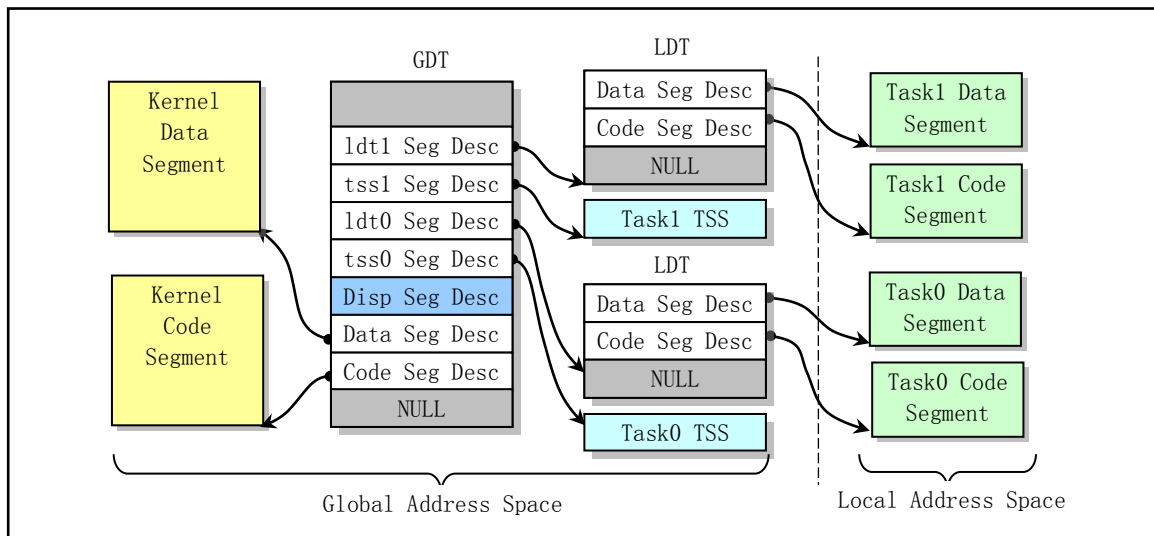 Kernel
Data
Segment
Kernel
Code
Segment
GDT
ldt1 Seg Desc
tss1 Seg Desc
ldt0 Seg Desc
tss0 Seg Desc
Disp Seg Desc
Data Seg Desc
Code Seg Desc
NULL
LDT
Data Seg Desc
Code Seg Desc
NULL
Task1 TSS
LDT
Data Seg Desc
Code Seg Desc
NULL
Task0 TSS
Task1 Data
Segment
Task1 Code
Segment
Task0 Data
Segment
Task0 Code
Segment
Global Address Space
Local Address Space